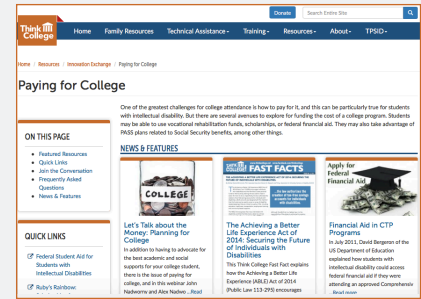 Donate Search Entire Site
Think College
Home Family Resources Technical Assistance Training Resources About TPSID
Home / Resources / Innovation Exchange / Paying for College
Paying for College
One of the greatest challenges for college attendance is how to pay for it, and this can be particularly true for students
with intellectual disability. But there are several avenues to explore for funding the cost of a college program. Students
may be able to use vocational rehabilitation funds, scholarships, or federal financial aid. They may also take advantage of
PASS plans related to Social Security benefits, among other things.
ON THIS PAGE
Featured Resources
Quick Links
Join the Conversation
Frequently Asked
Questions
News & Features
QUICK LINKS
Federal Student Aid for
Students with
Intellectual Disabilities
Ruby's Rainbow
NEWS & FEATURES
COLLEGE
Let's Talk about the
Money: Planning for
College
In addition to having to advocate for
the best academic and social
supports for your college student,
there is the issue of paying for
college, and in this webinar John
Nadworny and Alex Nadwo ...Read
FAST FACTS
The Achieving a Better
Life Experience Act of
2014: Securing the Future
of Individuals with
Disabilities
This Think College Fast Fact explains
how the Achieving a Better Life
Experience (ABLE) Act of 2014
(Public Law 113-295) encourages
Apply for
Federal
Financial Aid
Financial Aid in CTP
Programs
In July 2011, David Bergeron of the
US Department of Education
explained how students with
intellectual disability could access
federal financial aid if they were
attending an approved Comprehensiv
...Read more